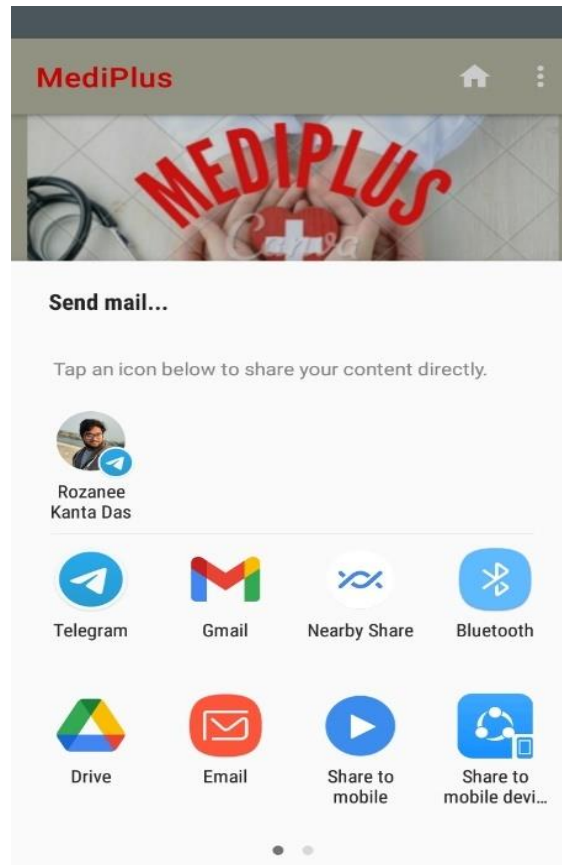 MediPlus
MEDIPLUS
Canva
Send mail...
Tap an icon below to share your content directly.
Rozanee
Kanta Das
Telegram
Gmail
Nearby Share
Bluetooth
Drive
Email
Share to
mobile
Share to
mobile devi...